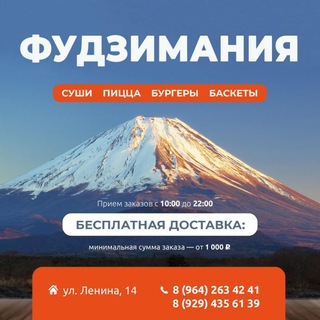 ФУДЗИМАНИЯ
СУШИ ПИЦЦА БУРГЕРЫ БАСКЕТЫ
Прием заказов с 10:00 до 22:00
БЕСПЛАТНАЯ ДОСТАВКА:
минимальная сумма заказа — от 1 000 ₽
ул. Ленина, 14
8 (964) 263 42 41
8 (929) 435 61 39